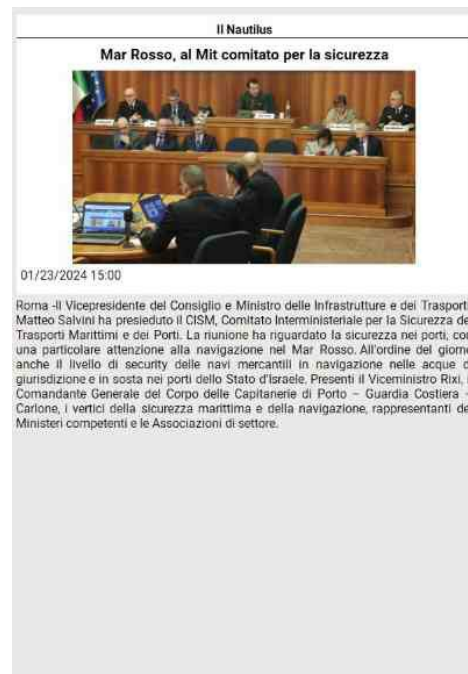 Il Nautilus
Mar Rosso, al Mit comitato per la sicurezza
01/23/2024 15:00
Roma -Il Vicepresidente del Consiglio e Ministro delle Infrastrutture e dei Trasporti
Matteo Salvini ha presieduto il CISM, Comitato Interministeriale per la Sicurezza de
Trasporti Marittimi e dei Porti. La riunione ha riguardato la sicurezza nei porti, con
una particolare attenzione alla navigazione nel Mar Rosso. All'ordine del giorno
anche il livello di security delle navi mercantili in navigazione nelle acque d
giurisdizione e in sosta nei porti dello Stato d'Israele. Presenti il Viceministro Rixi, i
Comandante Generale del Corpo delle Capitanerie di Porto – Guardia Costiera –
Carlone, i vertici della sicurezza marittima e della navigazione, rappresentanti de
Ministeri competenti e le Associazioni di settore.